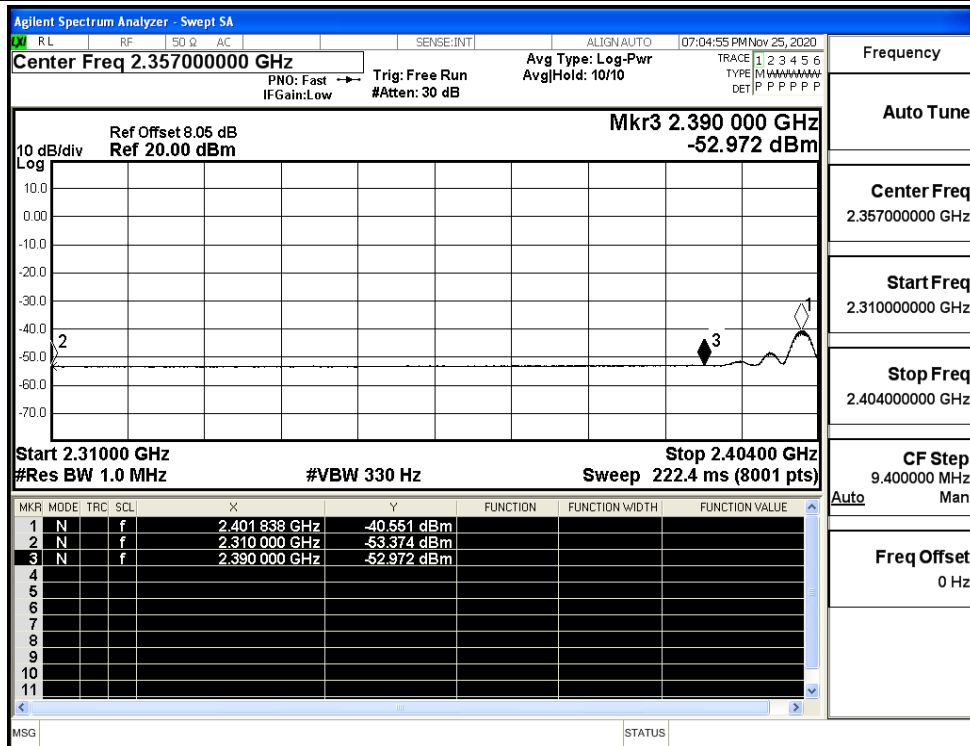 Agilent Spectrum Analyzer - Swept SA
LXI RL RF 50 Ω AC SENSE:INT ALIGN AUTO 07:04:55 PM Nov 25, 2020
Center Freq 2.357000000 GHz
PNO: Fast
IFGain:Low
Trig: Free Run
#Atten: 30 dB
Avg Type: Log-Pwr
Avg|Hold: 10/10
TRACE 1 2 3 4 5 6
TYPE M WWWWW
DET P P P P P P
Ref Offset 8.05 dB
10 dB/div Ref 20.00 dBm
Log
Mkr3 2.390 000 GHz
-52.972 dBm
10.0
0.00
-10.0
-20.0
-30.0
-40.0
-50.0
-60.0
-70.0
1
2
3
Start 2.31000 GHz Stop 2.40400 GHz
#Res BW 1.0 MHz #VBW 330 Hz Sweep 222.4 ms (8001 pts)
MKR MODE TRC SCL X Y FUNCTION FUNCTION WIDTH FUNCTION VALUE
1 N f 2.401 838 GHz -40.551 dBm
2 N f 2.310 000 GHz -53.374 dBm
3 N f 2.390 000 GHz -52.972 dBm
4
5
6
7
8
9
10
11
MSG STATUS
Frequency
Auto Tune
Center Freq
2.357000000 GHz
Start Freq
2.310000000 GHz
Stop Freq
2.404000000 GHz
CF Step
9.400000 MHz
Auto Man
Freq Offset
0 Hz